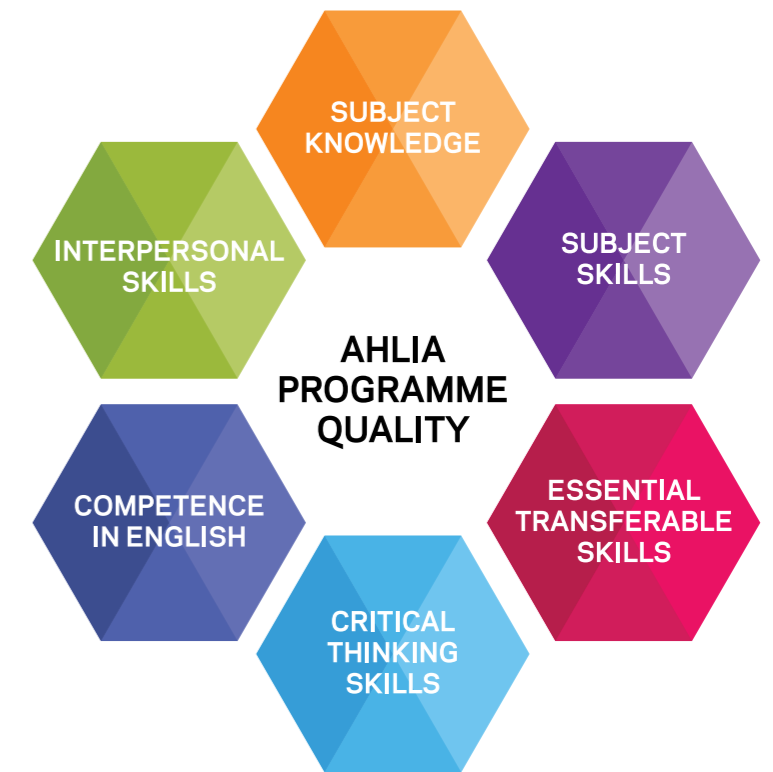 SUBJECT
KNOWLEDGE
SUBJECT
SKILLS
ESSENTIAL
TRANSFERABLE
SKILLS
CRITICAL
THINKING
SKILLS
COMPETENCE
IN ENGLISH
INTERPERSONAL
SKILLS
AHLIA
PROGRAMME
QUALITY